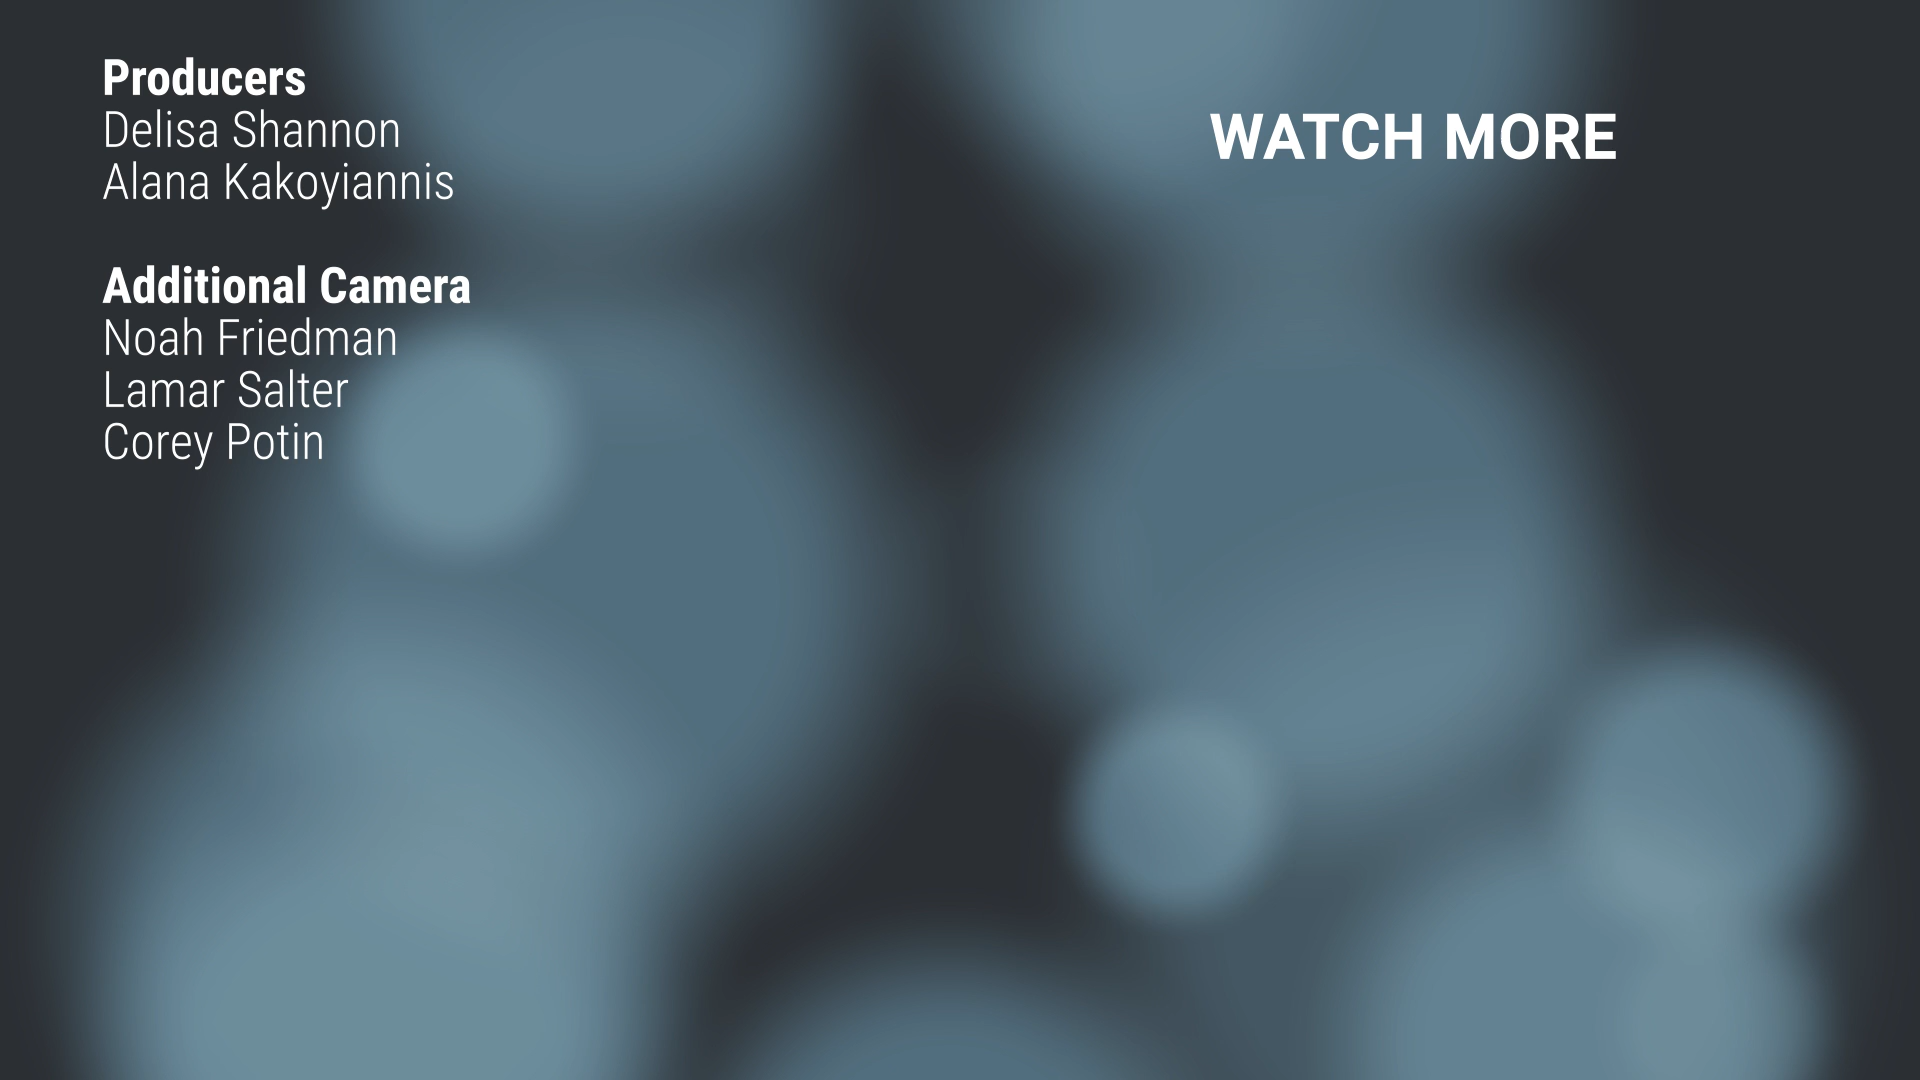 Producers
Delisa Shannon
Alana Kakoyiannis
Additional Camera
Noah Friedman
Lamar Salter
Corey Potin
WATCH MORE